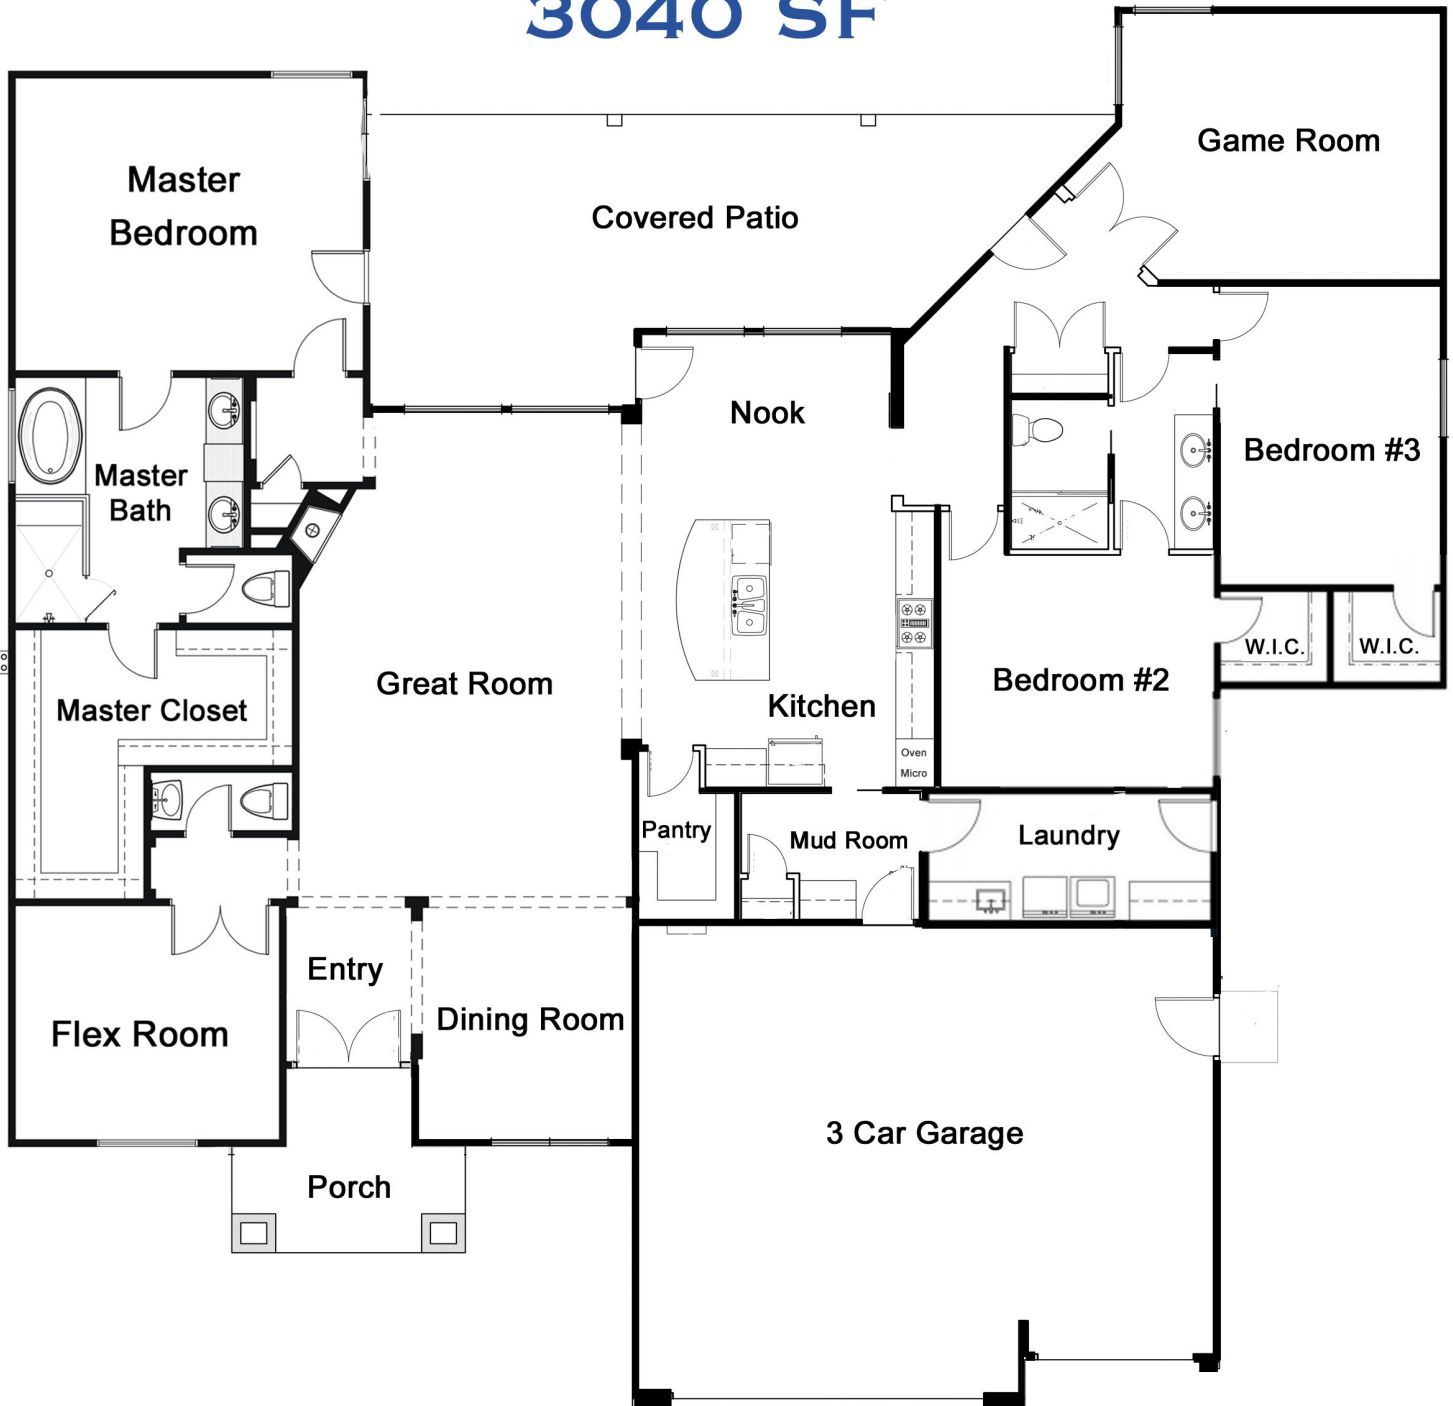 3040 SF
Game Room
Master
Bedroom
Covered Patio
Nook
Bedroom #3
Master
Bath
W.I.C.
W.I.C.
Bedroom #2
Great Room
Master Closet
Kitchen
Oven
Micro
Pantry
Mud Room
Laundry
Entry
Dining Room
Flex Room
3 Car Garage
Porch